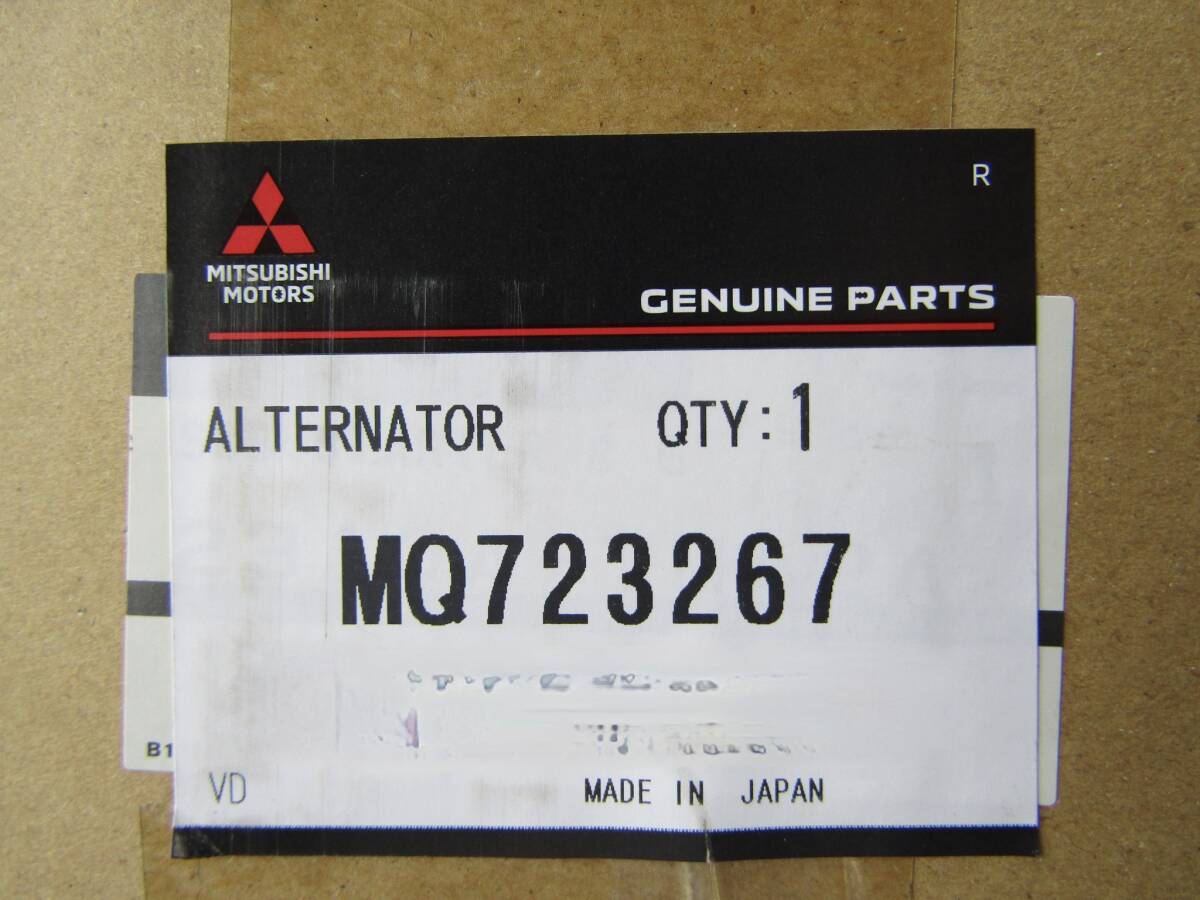 R
MITSUBISHI
MOTORS
GENUINE PARTS
ALTERNATOR QTY: 1
MQ723267
B1
VD MADE IN JAPAN